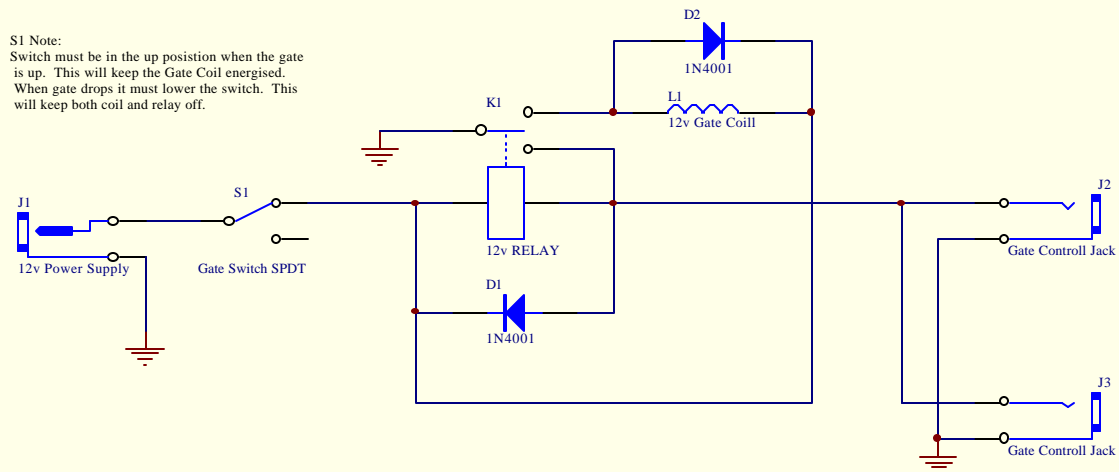 S1 Note:
Switch must be in the up posistion when the gate
is up. This will keep the Gate Coil energised.
When gate drops it must lower the switch. This
will keep both coil and relay off.
D2
1N4001
K1
L1
12v Gate Coill
J1
S1
J2
12v RELAY
Gate Controll Jack
12v Power Supply
Gate Switch SPDT
D1
1N4001
J3
Gate Controll Jack